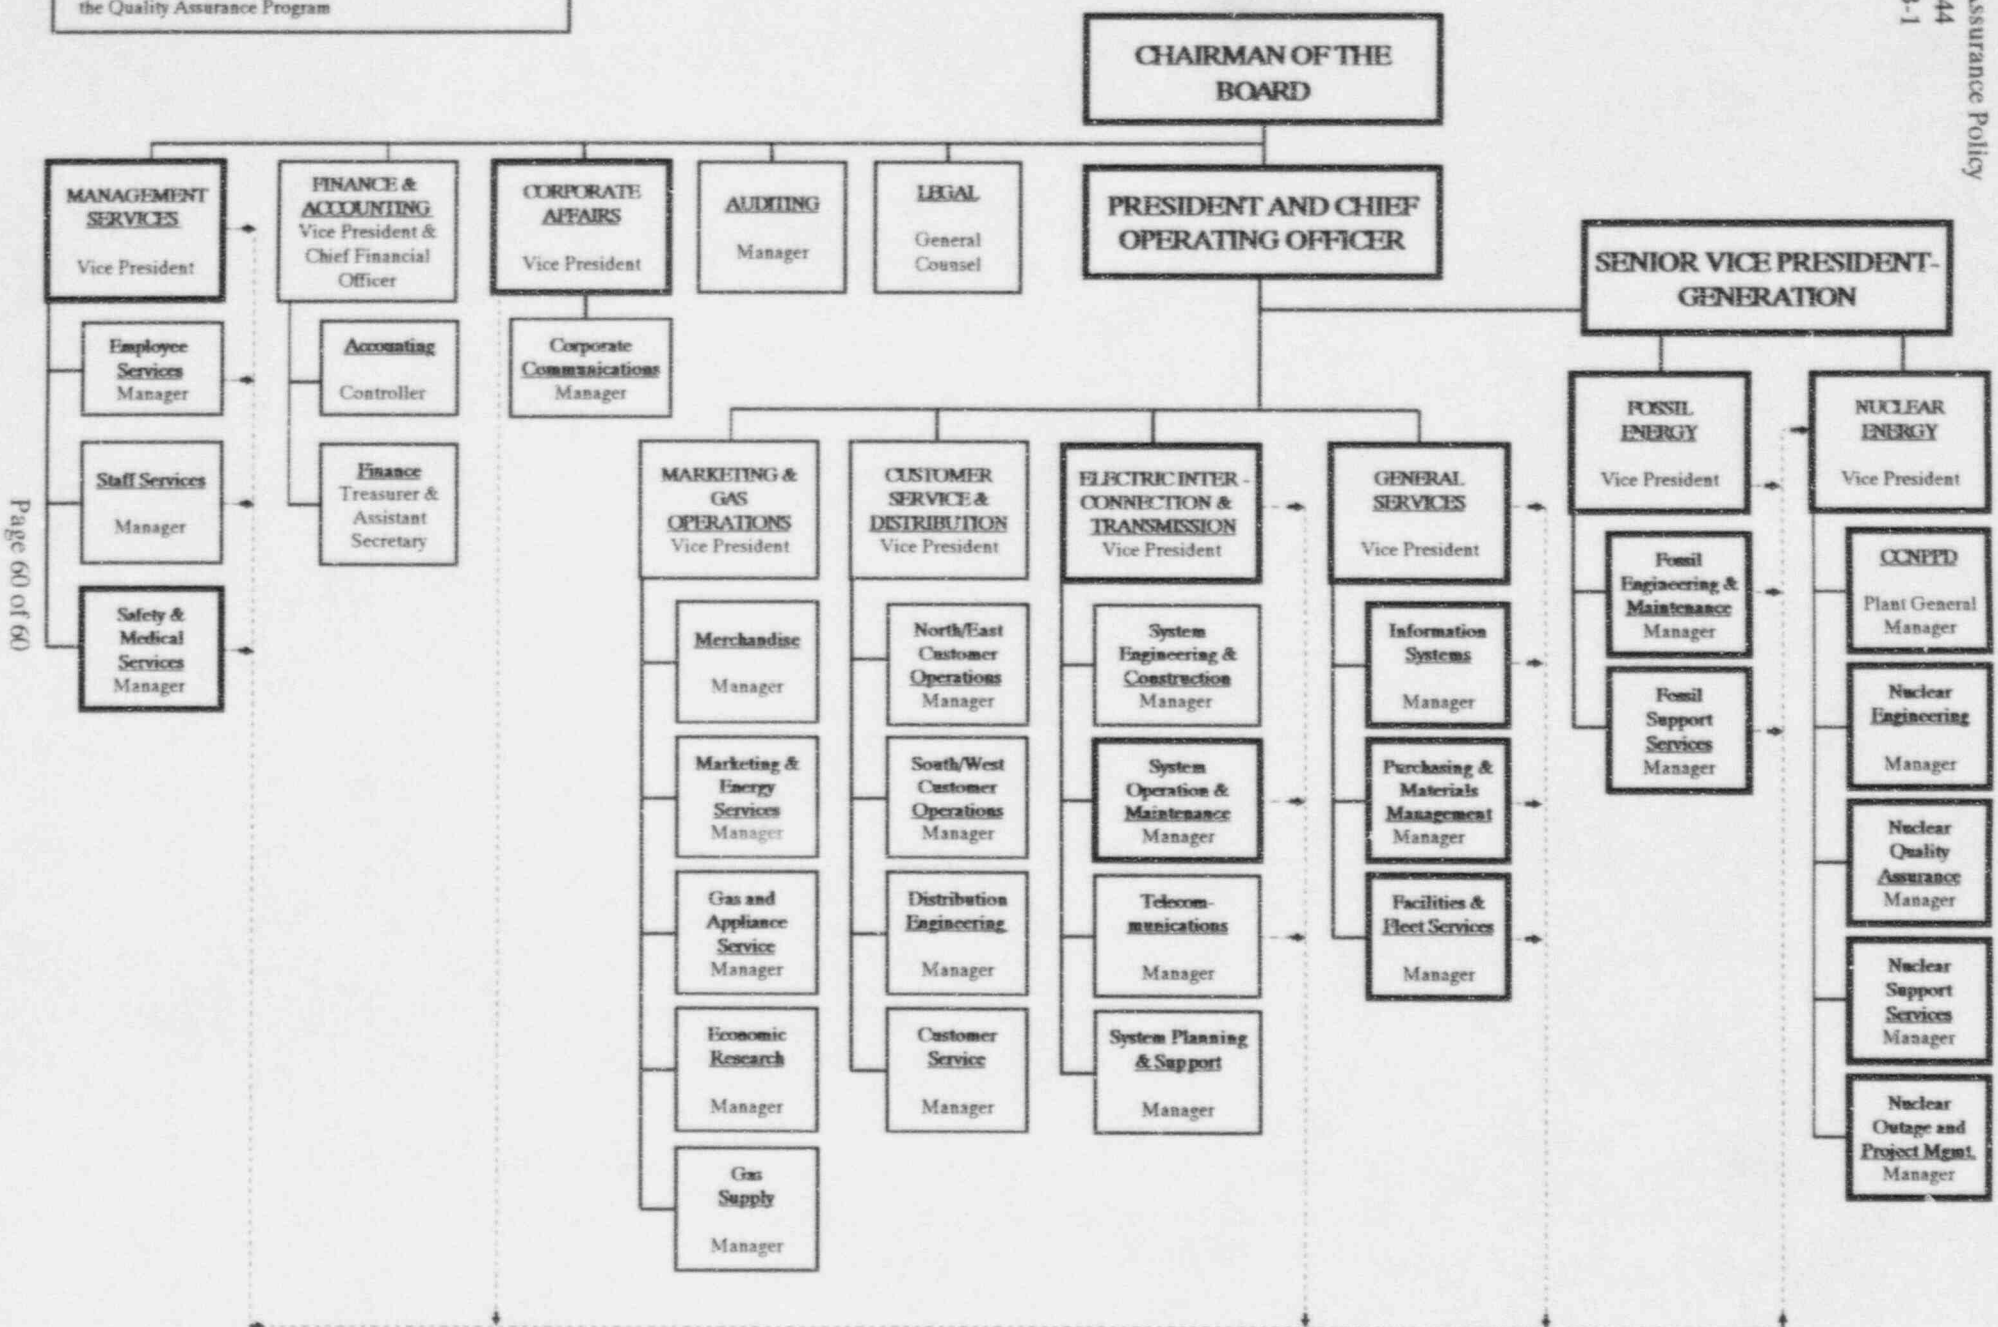 the Quality Assurance Program
Assurance Policy
44
3-1
CHAIRMAN OF THE
BOARD
PRESIDENT AND CHIEF
OPERATING OFFICER
SENIOR VICE PRESIDENT-
GENERATION
MANAGEMENT
SERVICES
Vice President
Employee
Services
Manager
Staff Services
Manager
Safety &
Medical
Services
Manager
FINANCE &
ACCOUNTING
Vice President &
Chief Financial
Officer
Accounting
Controller
Finance
Treasurer &
Assistant
Secretary
CORPORATE
AFFAIRS
Vice President
Corporate
Communications
Manager
AUDITING
Manager
LEGAL
General
Counsel
MARKETING &
GAS
OPERATIONS
Vice President
Merchandise
Manager
Marketing &
Energy
Services
Manager
Gas and
Appliance
Service
Manager
Economic
Research
Manager
Gas
Supply
Manager
CUSTOMER
SERVICE &
DISTRIBUTION
Vice President
North/East
Customer
Operations
Manager
South/West
Customer
Operations
Manager
Distribution
Engineering
Manager
Customer
Service
Manager
ELECTRIC INTER-
CONNECTION &
TRANSMISSION
Vice President
System
Engineering &
Construction
Manager
System
Operation &
Maintenance
Manager
Telecom-
munications
Manager
System Planning
& Support
Manager
GENERAL
SERVICES
Vice President
Information
Systems
Manager
Purchasing &
Materials
Management
Manager
Facilities &
Fleet Services
Manager
FOSSIL
ENERGY
Vice President
Fossil
Engineering &
Maintenance
Manager
Fossil
Support
Services
Manager
NUCLEAR
ENERGY
Vice President
CCNPPD
Plant General
Manager
Nuclear
Engineering
Manager
Nuclear
Quality
Assurance
Manager
Nuclear
Support
Services
Manager
Nuclear
Outage and
Project Mgmt.
Manager
Page 60 of 60